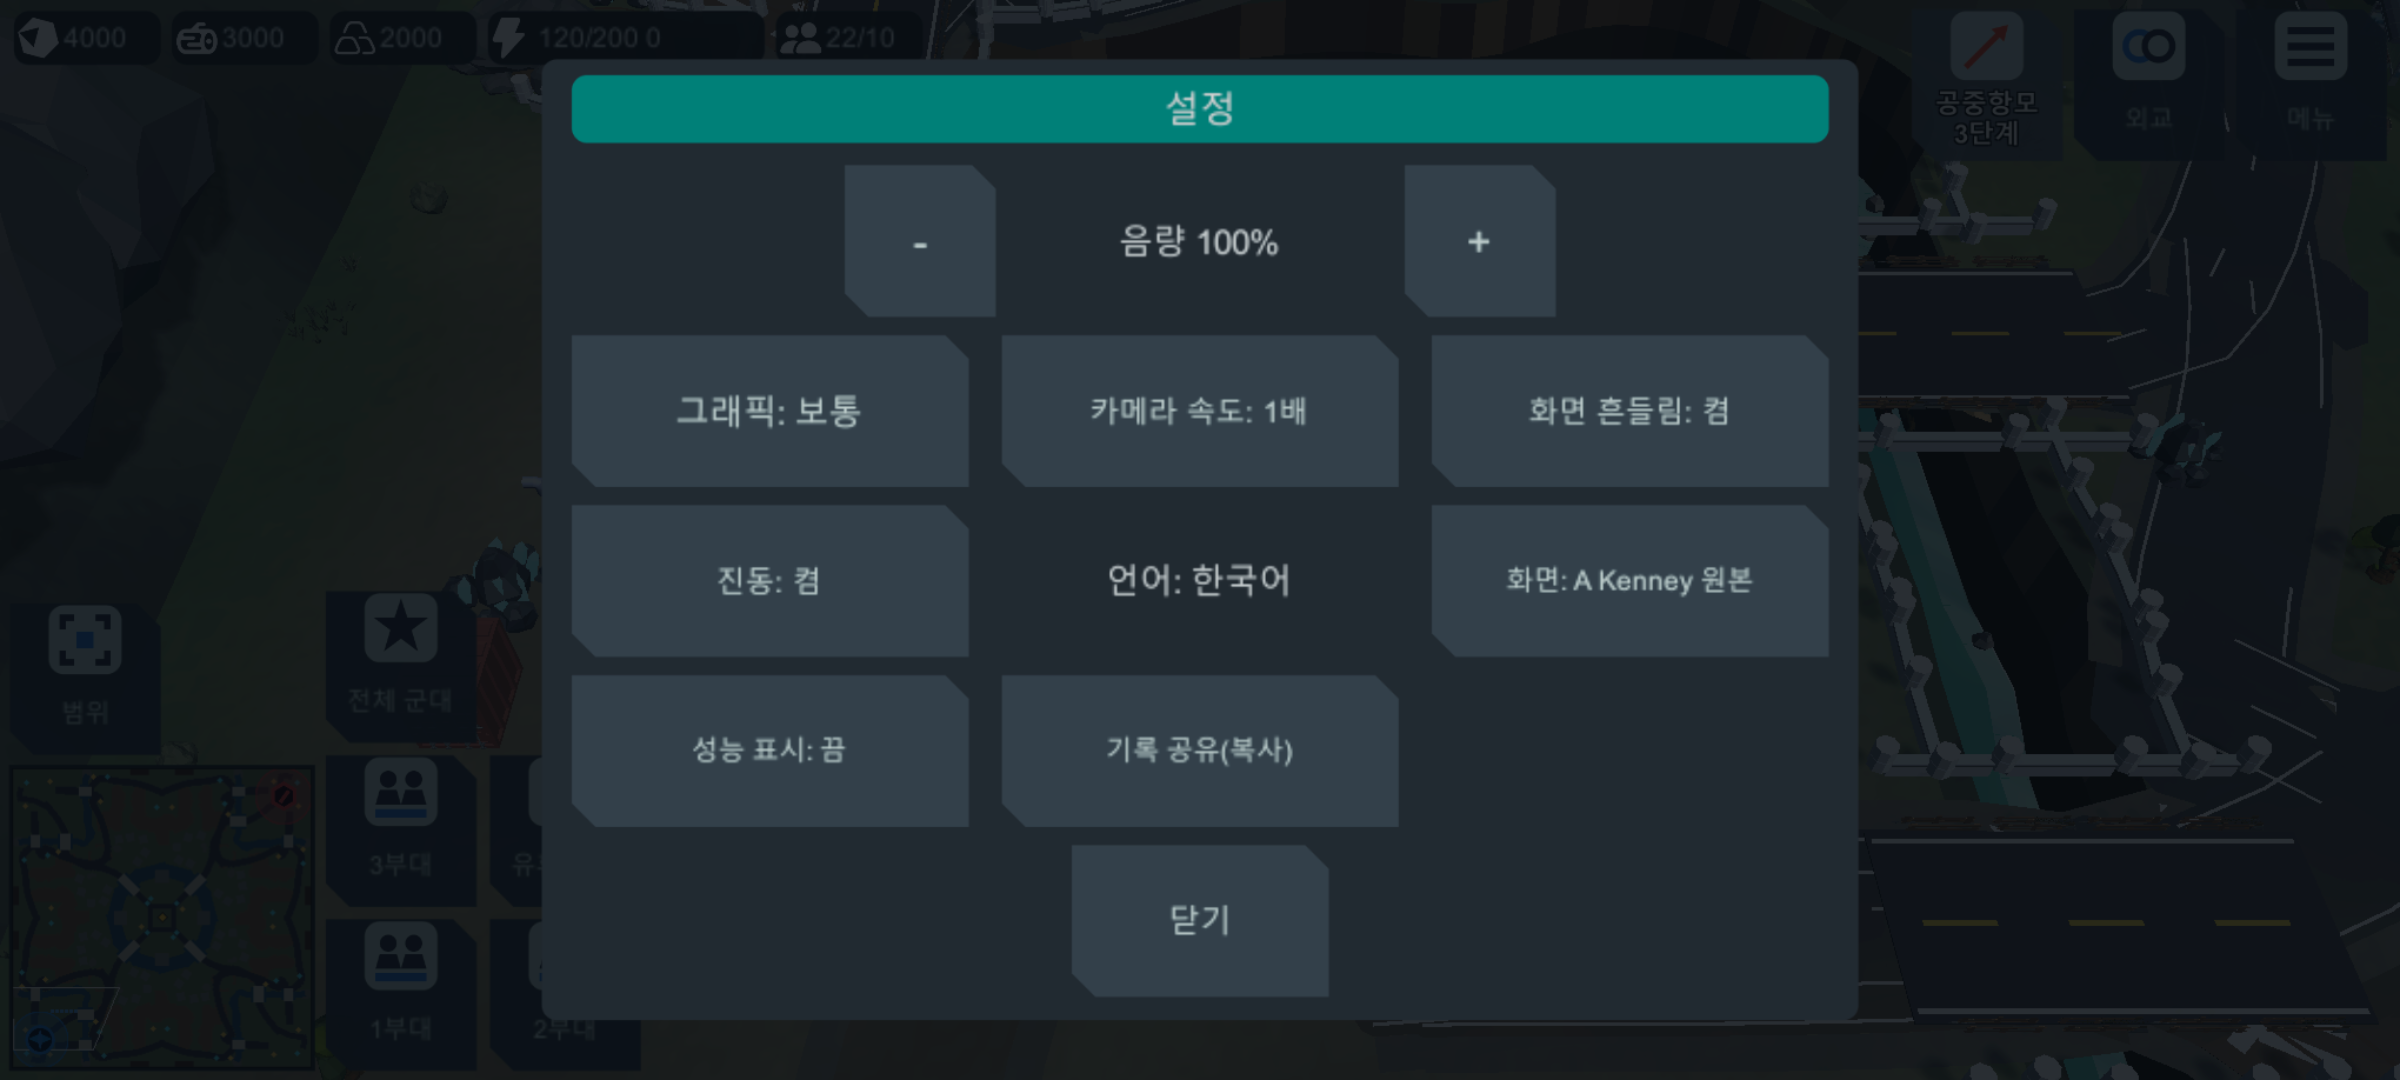 4000
3000
2000
120/200 0
22/10
공중항모
3단계
외교
메뉴
설정
-
음량 100%
+
그래픽: 보통
카메라 속도: 1배
화면 흔들림: 켬
진동: 켬
언어: 한국어
화면: A Kenney 원본
성능 표시: 끔
기록 공유(복사)
닫기
범위
전체 군대
3부대
1부대
2부대